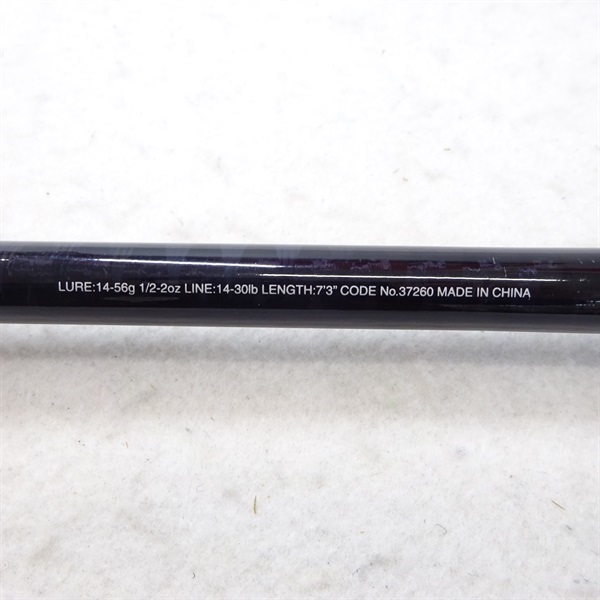 LURE:14-56g 1/2-2oz LINE:14-30lb LENGTH:7'3" CODE No.37260 MADE IN CHINA